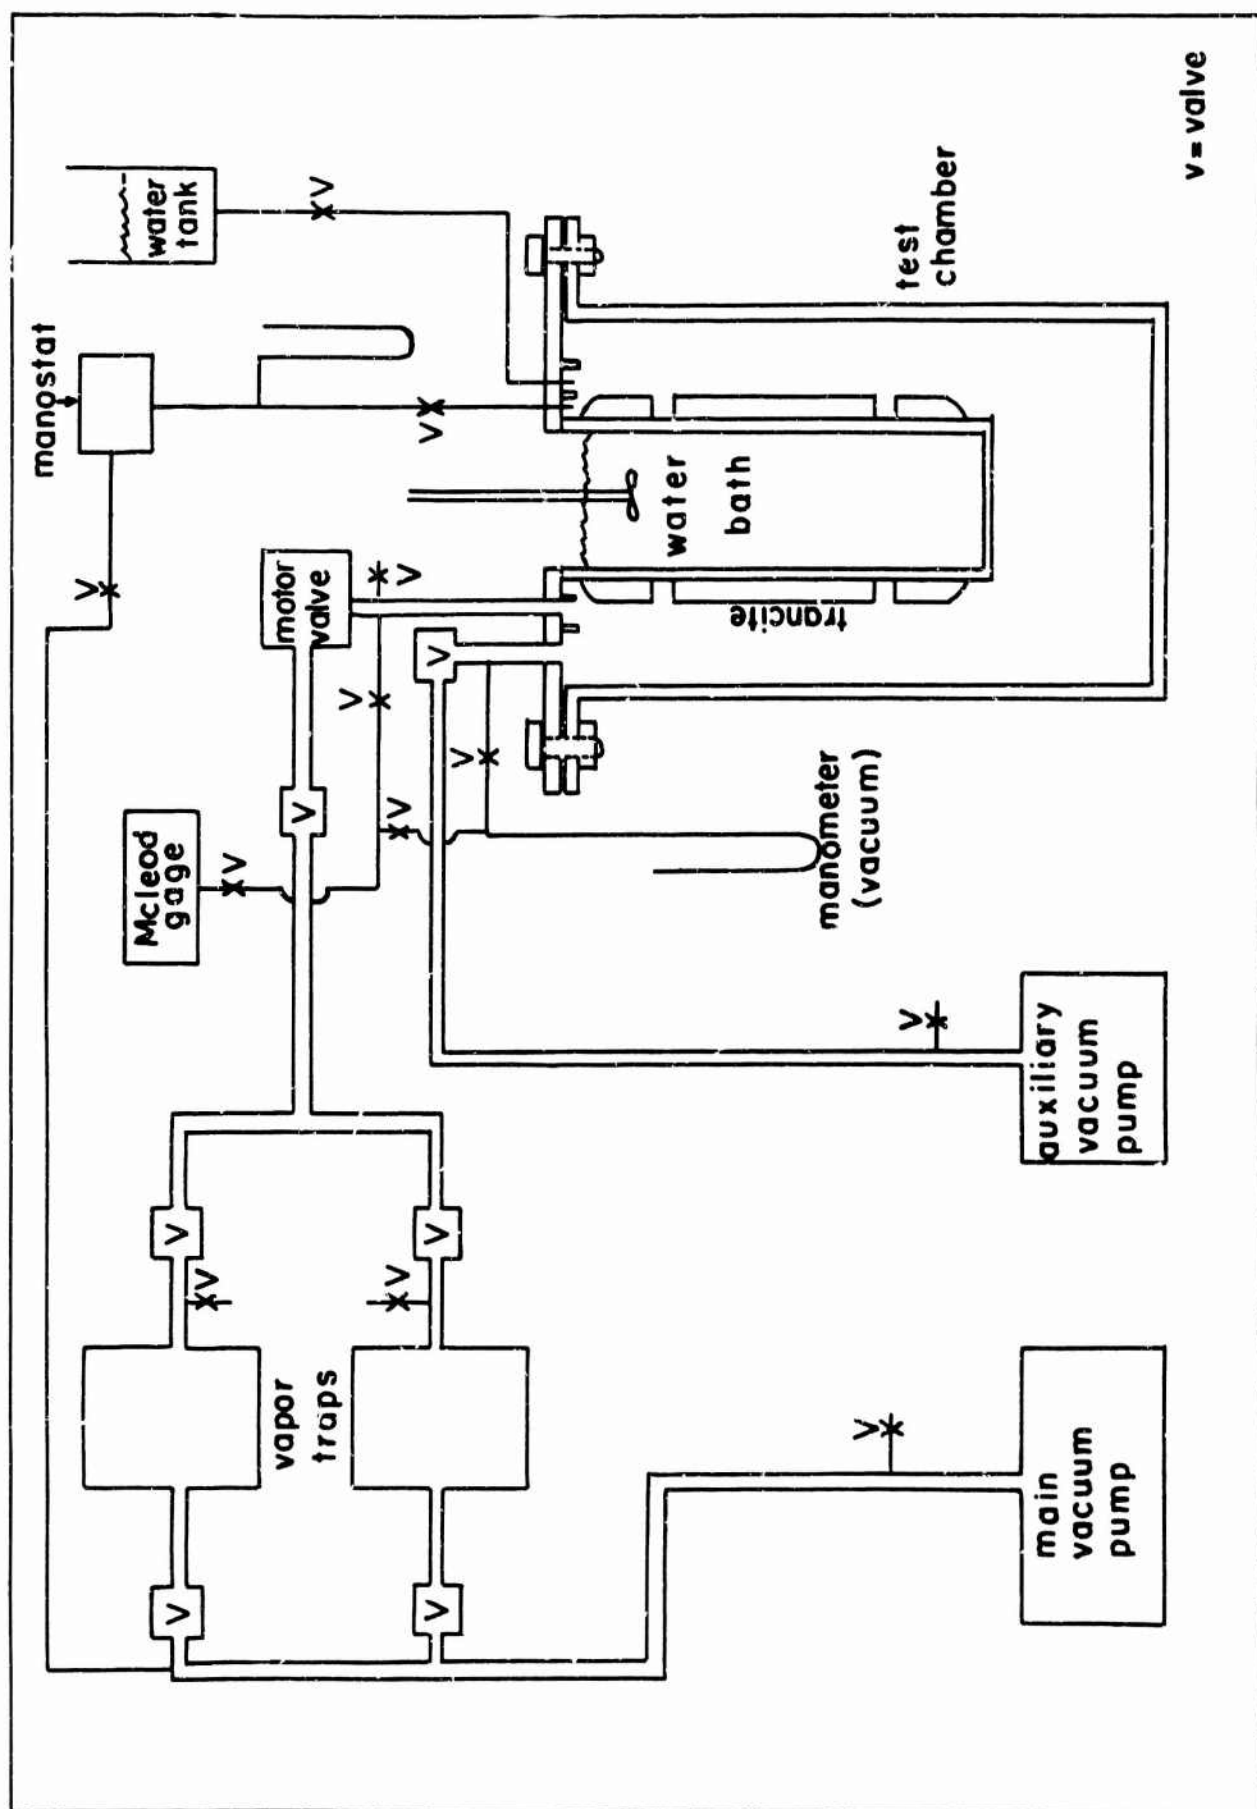 manostat
V
water
tank
Mcleod
gage
V
V
V
V
V
motor
valve
V
V
vapor
traps
V
V
V
V
V
V
V
V
V
V
water
bath
trancite
manometer
(vacuum)
test
chamber
V
V
main
vacuum
pump
auxiliary
vacuum
pump
v = valve